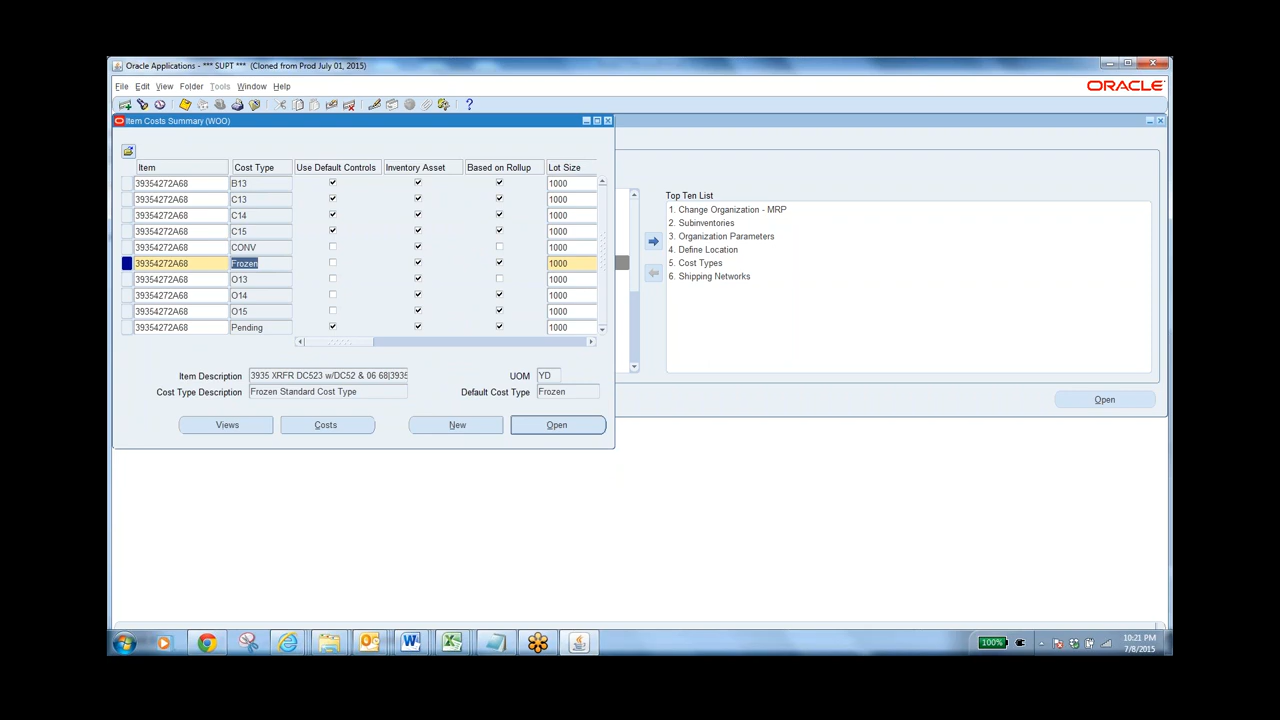 Oracle Applications - *** SUPT *** (Cloned from Prod July 01, 2015)
File Edit View Folder Tools Window Help
ORACLE
Item Costs Summary (WOO)
Item Cost Type Use Default Controls Inventory Asset Based on Rollup Lot Size
39354272A68 B13 1000
39354272A68 C13 1000
39354272A68 C14 1000
39354272A68 C15 1000
39354272A68 CONV 1000
39354272A68 Frozen 1000
39354272A68 O13 1000
39354272A68 O14 1000
39354272A68 O15 1000
39354272A68 Pending 1000
Item Description 3935 XRFR DC523 w/DC52 & 06 68|3935 UOM YD
Cost Type Description Frozen Standard Cost Type Default Cost Type Frozen
Views Costs New Open
Top Ten List
1. Change Organization - MRP
2. Subinventories
3. Organization Parameters
4. Define Location
5. Cost Types
6. Shipping Networks
Open
100%
10:21 PM
7/8/2015